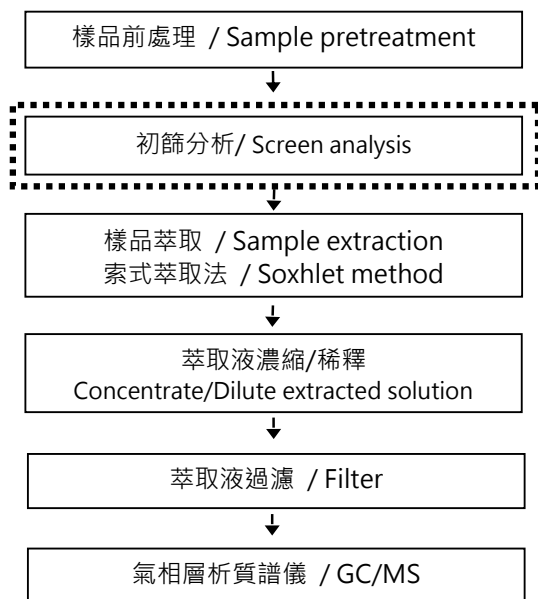 樣品前處理 / Sample pretreatment
初篩分析/ Screen analysis
樣品萃取 / Sample extraction
索式萃取法 / Soxhlet method
萃取液濃縮/稀釋
Concentrate/Dilute extracted solution
萃取液過濾 / Filter
氣相層析質譜儀 / GC/MS